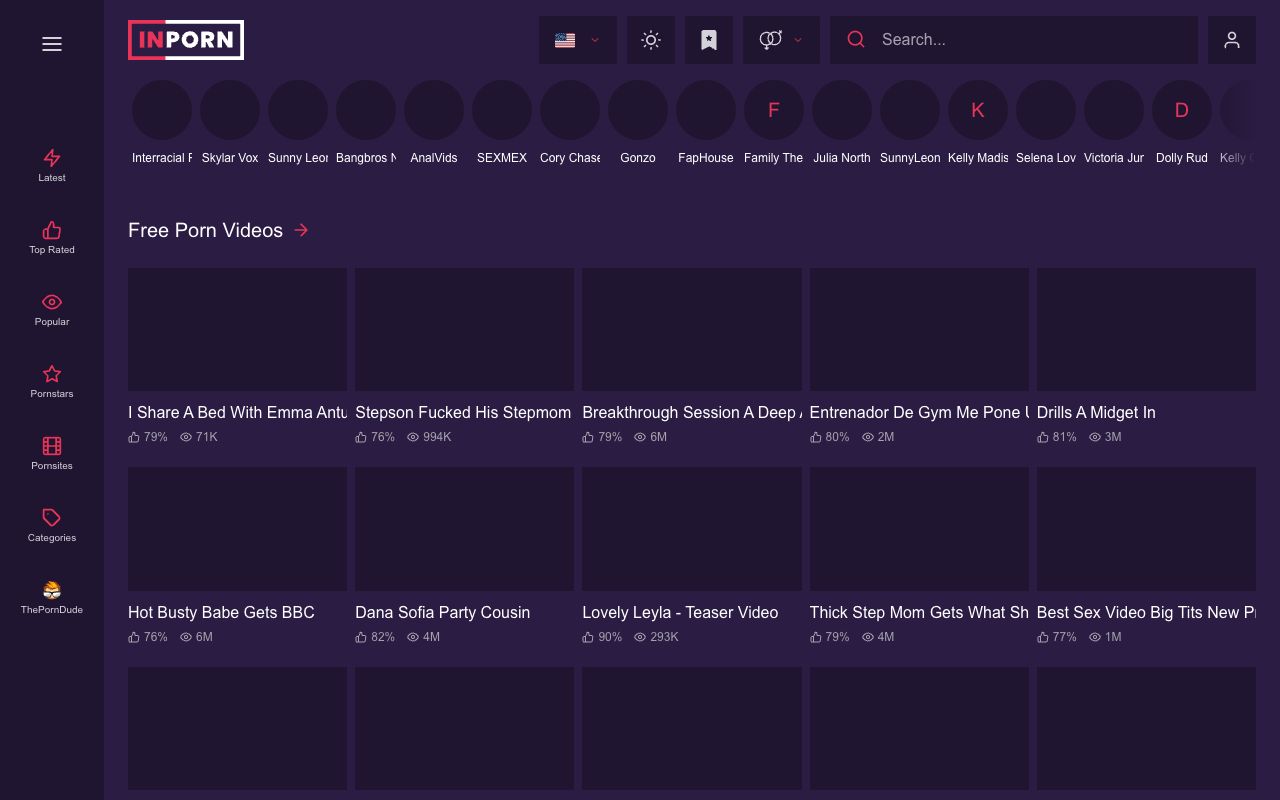 INPORN
Search...
F
K
D
Interracial
Skylar Vox
Sunny Leon
Bangbros
AnalVids
SEXMEX
Cory Chase
Gonzo
FapHouse
Family The
Julia North
SunnyLeon
Kelly Madis
Selena Lov
Victoria Jun
Dolly Rud
Kelly
Latest
Top Rated
Popular
Pornstars
Pornsites
Categories
ThePornDude
Free Porn Videos
I Share A Bed With Emma Antu
79% 71K
Stepson Fucked His Stepmom
76% 994K
Breakthrough Session A Deep
79% 6M
Entrenador De Gym Me Pone
80% 2M
Drills A Midget In
81% 3M
Hot Busty Babe Gets BBC
76% 6M
Dana Sofia Party Cousin
82% 4M
Lovely Leyla - Teaser Video
90% 293K
Thick Step Mom Gets What Sh
79% 4M
Best Sex Video Big Tits New Pr
77% 1M